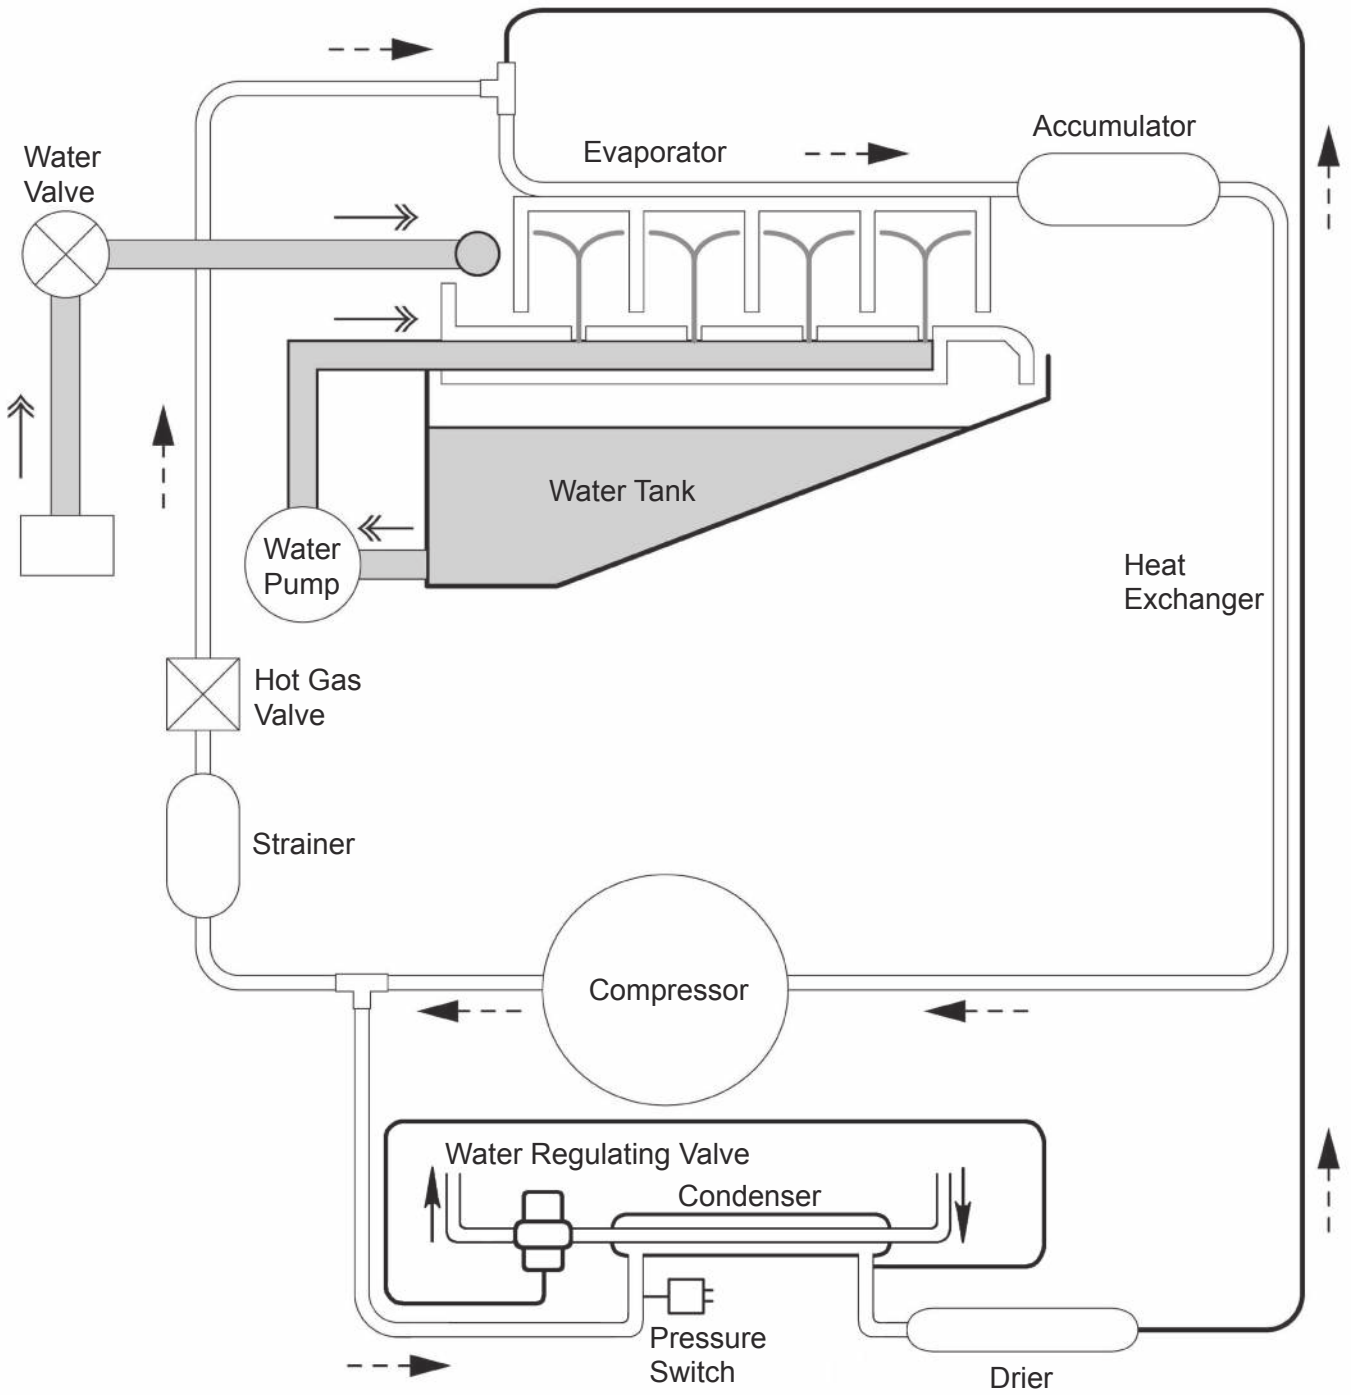 Accumulator
Evaporator
Water
Valve
Water Tank
Water
Pump
Heat
Exchanger
Hot Gas
Valve
Strainer
Compressor
Water Regulating Valve
Condenser
Pressure
Switch
Drier